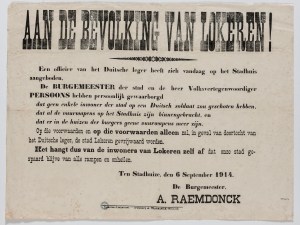 AAN DE BEVOLKING VAN LOKEREN!
Een officier van het Duitsche leger heeft zich vandaag op het Stadhuis
aangeboden.
De BURGEMEESTER der stad en de heer Volksvertegenwoordiger
PERSOONS hebben persoonlijk gewaarborgd
dat geen enkele inwoner der stad op een Duitsch soldaat zou geschoten hebben,
dat al de vuurwapens op het Stadhuis zijn binnengebracht, en
dat er in de huizen der burgers geene vuurwapens meer zijn.
Op die voorwaarden en op die voorwaarden alleen zal, in geval van doortocht van
het Duitsche leger, de stad Lokeren gevrijwaard worden.
Het hangt dus van de inwoners van Lokeren zelf af dat onze stad ge-
spaard blijve van alle rampen en onheilen.
Ten Stadhuize, den 6 September 1914.
De Burgemeester,
A. RAEMDONCK